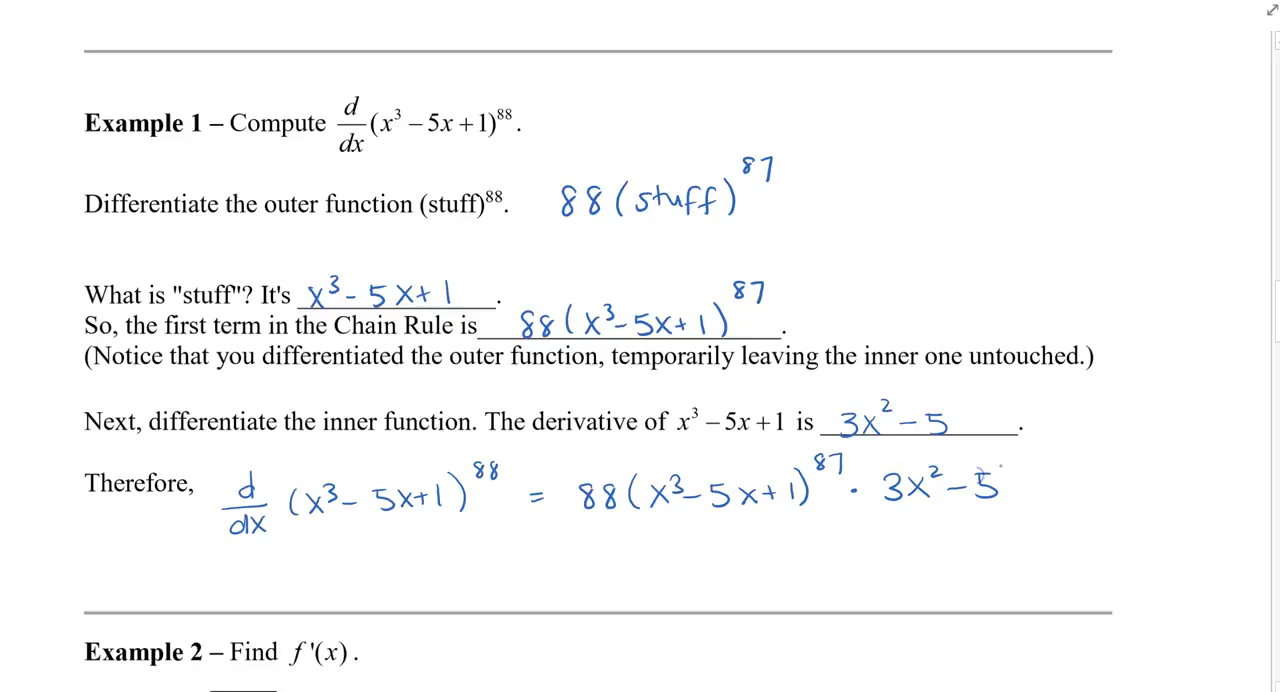 Example 1 – Compute d/dx (x³ − 5x + 1)⁸⁸.
Differentiate the outer function (stuff)⁸⁸. 88(stuff)⁸⁷
What is "stuff"? It's x³ − 5x + 1.
So, the first term in the Chain Rule is 88(x³ − 5x + 1)⁸⁷.
(Notice that you differentiated the outer function, temporarily leaving the inner one untouched.)
Next, differentiate the inner function. The derivative of x³ − 5x + 1 is 3x² − 5.
Therefore, d/dx (x³ − 5x + 1)⁸⁸ = 88(x³ − 5x + 1)⁸⁷ · 3x² − 5
Example 2 – Find f '(x).